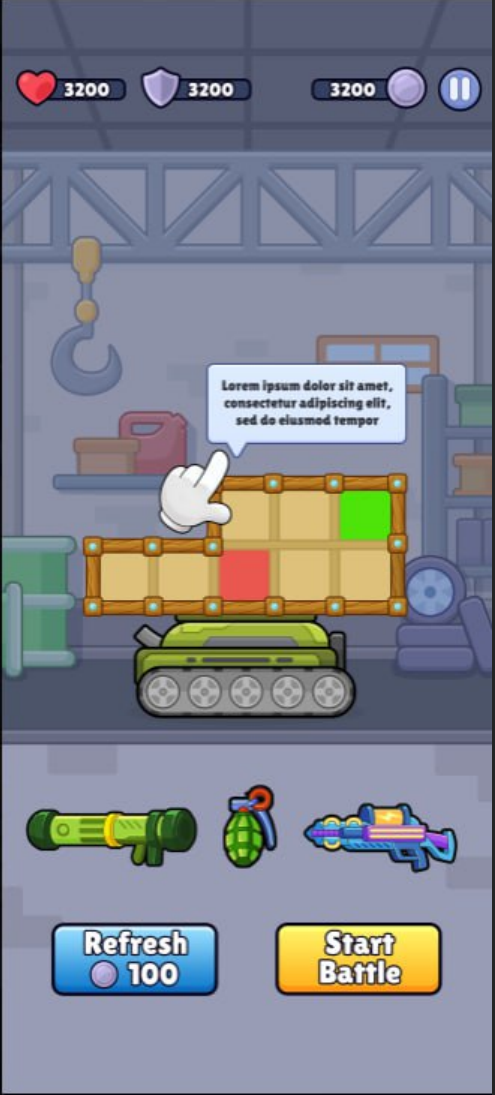 3200
3200
3200
Lorem ipsum dolor sit amet,
consectetur adipiscing elit,
sed do eiusmod tempor
Refresh
100
Start
Battle